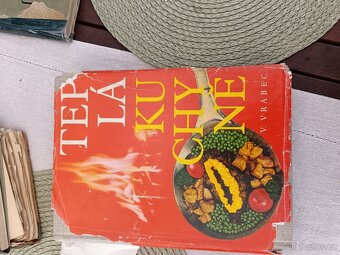 TEP
LÁ
KU
CHY
NĚ
V. VRABEC